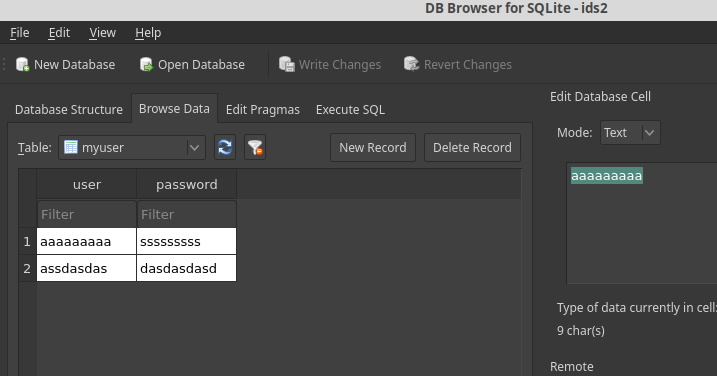 DB Browser for SQLite - ids2
File Edit View Help
New Database Open Database Write Changes Revert Changes
Database Structure Browse Data Edit Pragmas Execute SQL
Table: myuser New Record Delete Record
user password
Filter Filter
1 aaaaaaaaa sssssssss
2 assdasdas dasdasdasd
Edit Database Cell
Mode: Text
aaaaaaaaa
Type of data currently in cell:
9 char(s)
Remote